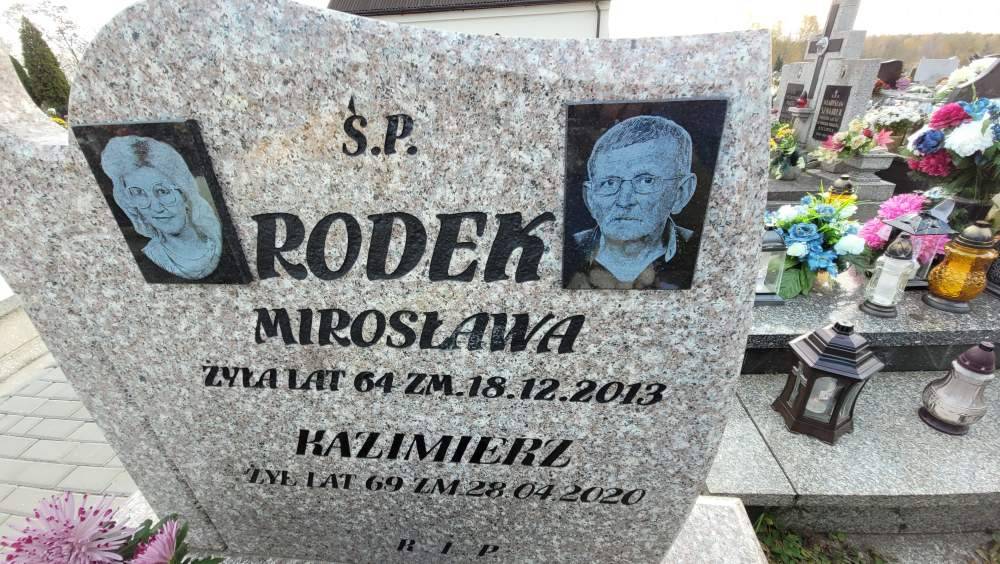 Ś.P.
RODEK
MIROSŁAWA
ŻYŁA LAT 64 ZM. 18.12.2013
KAZIMIERZ
ŻYŁ LAT 69 ZM 28.04.2020
R I P